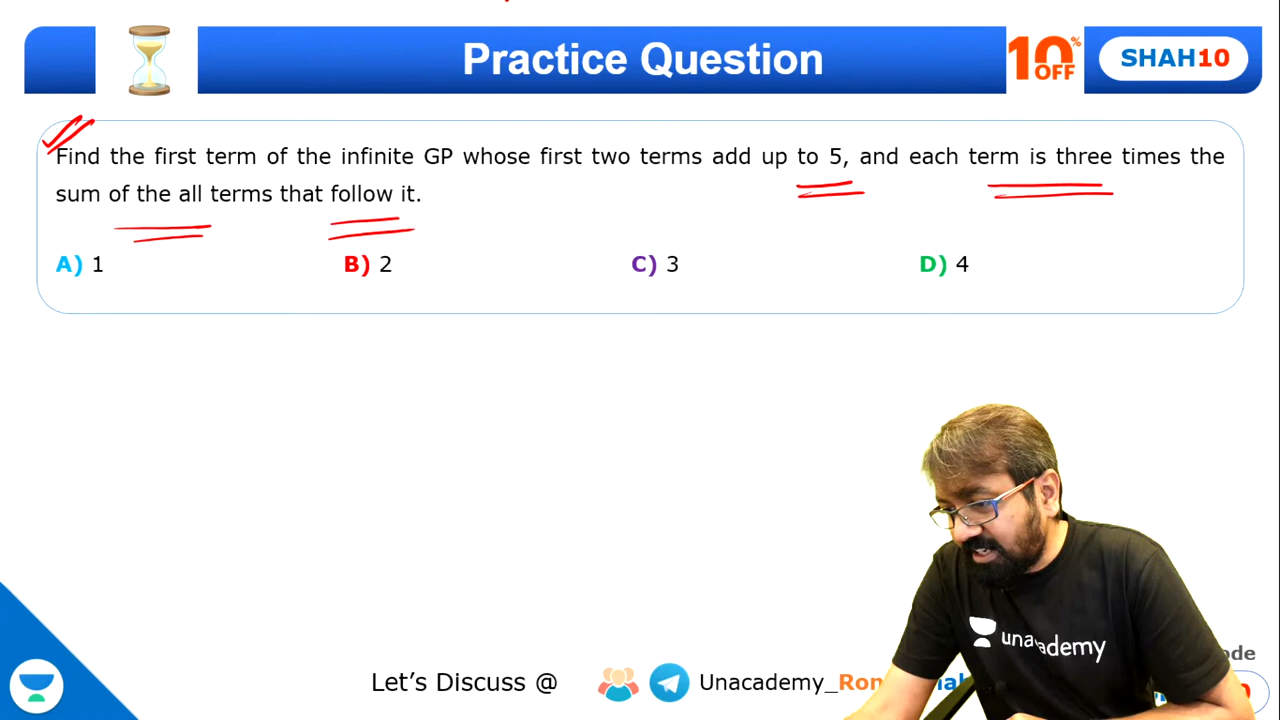 Practice Question
10% OFF
SHAH10
Find the first term of the infinite GP whose first two terms add up to 5, and each term is three times the
sum of the all terms that follow it.
A) 1
B) 2
C) 3
D) 4
unacademy
Let's Discuss @